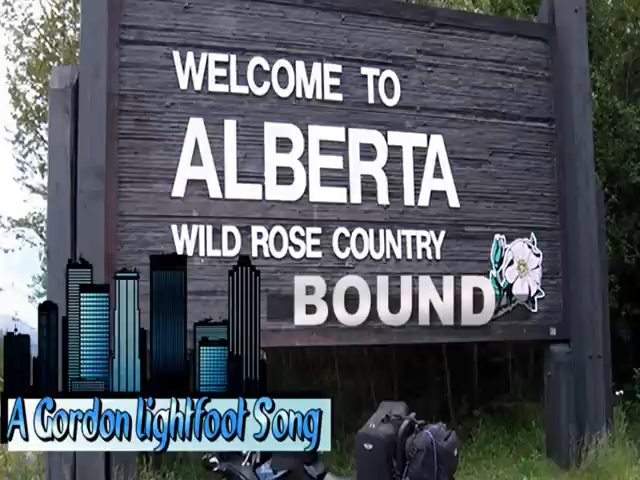 WELCOME TO
ALBERTA
WILD ROSE COUNTRY
BOUND
A Gordon lightfoot Song